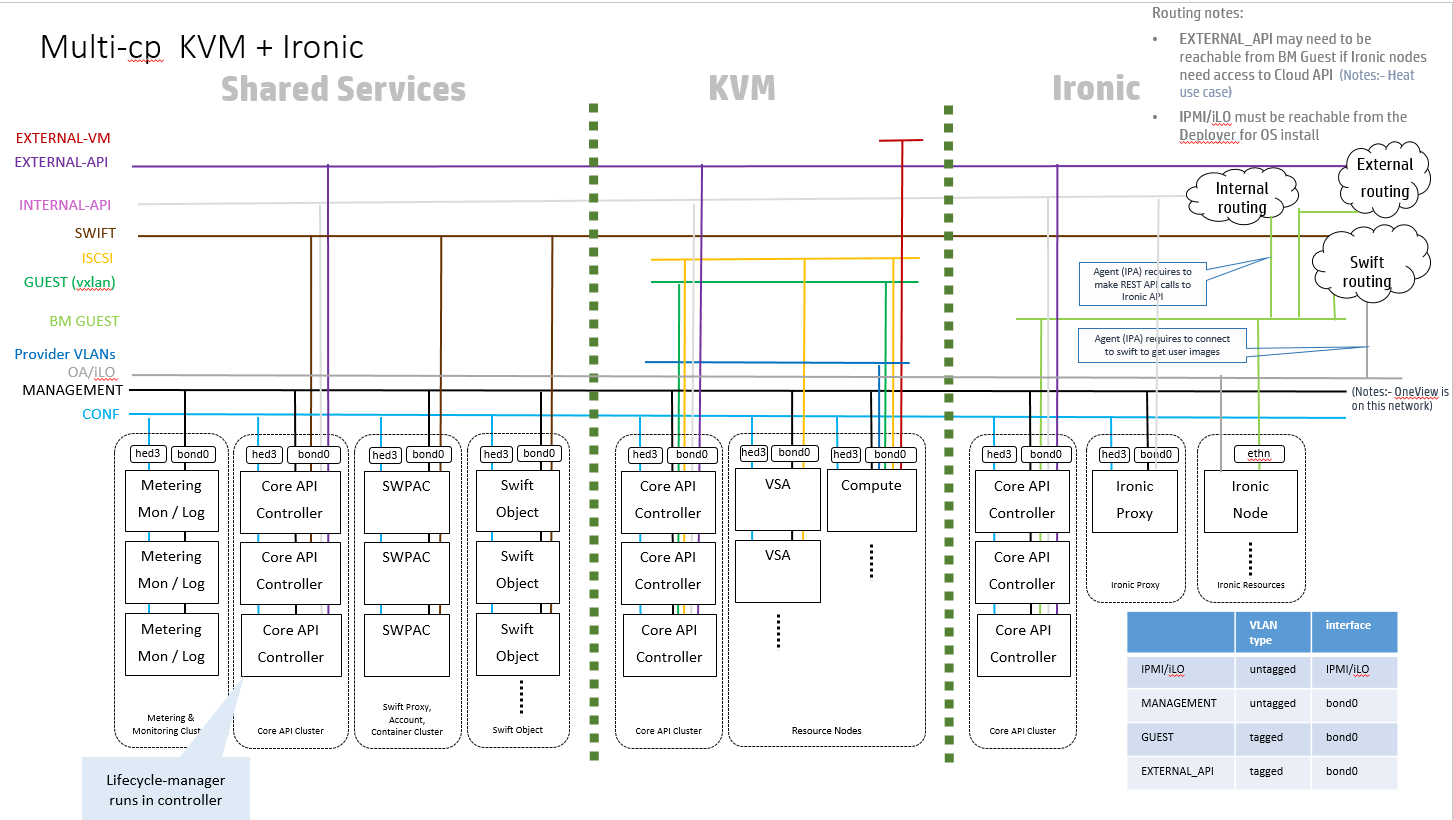 Multi-cp KVM + Ironic
Routing notes:
• EXTERNAL_API may need to be
reachable from BM Guest if Ironic nodes
need access to Cloud API (Notes:- Heat
use case)
• IPMI/iLO must be reachable from the
Deployer for OS install
Shared Services
KVM
Ironic
EXTERNAL-VM
EXTERNAL-API
INTERNAL-API
SWIFT
ISCSI
GUEST (vxlan)
BM GUEST
Provider VLANs
OA/iLO
MANAGEMENT
CONF
External
routing
Internal
routing
Swift
routing
Agent (IPA) requires to
make REST API calls to
Ironic API
Agent (IPA) requires to connect
to swift to get user images
(Notes:- OneView is
on this network)
hed3
bond0
Metering
Mon / Log
Metering
Mon / Log
Metering
Mon / Log
Metering &
Monitoring Clust
hed3
bond0
Core API
Controller
Core API
Controller
Core API
Controller
Core API Cluster
Lifecycle-manager
runs in controller
hed3
bond0
SWPAC
SWPAC
SWPAC
Swift Proxy,
Account,
Container Cluster
hed3
bond0
Swift
Object
Swift
Object
Swift
Object
Swift Object
hed3
bond0
Core API
Controller
Core API
Controller
Core API
Controller
Core API Cluster
hed3
bond0
VSA
VSA
hed3
bond0
Compute
Resource Nodes
hed3
bond0
Core API
Controller
Core API
Controller
Core API
Controller
Core API Cluster
hed3
bond0
Ironic
Proxy
Ironic Proxy
ethn
Ironic
Node
Ironic Resources
VLAN
type
interface
IPMI/iLO untagged IPMI/iLO
MANAGEMENT untagged bond0
GUEST tagged bond0
EXTERNAL_API tagged bond0